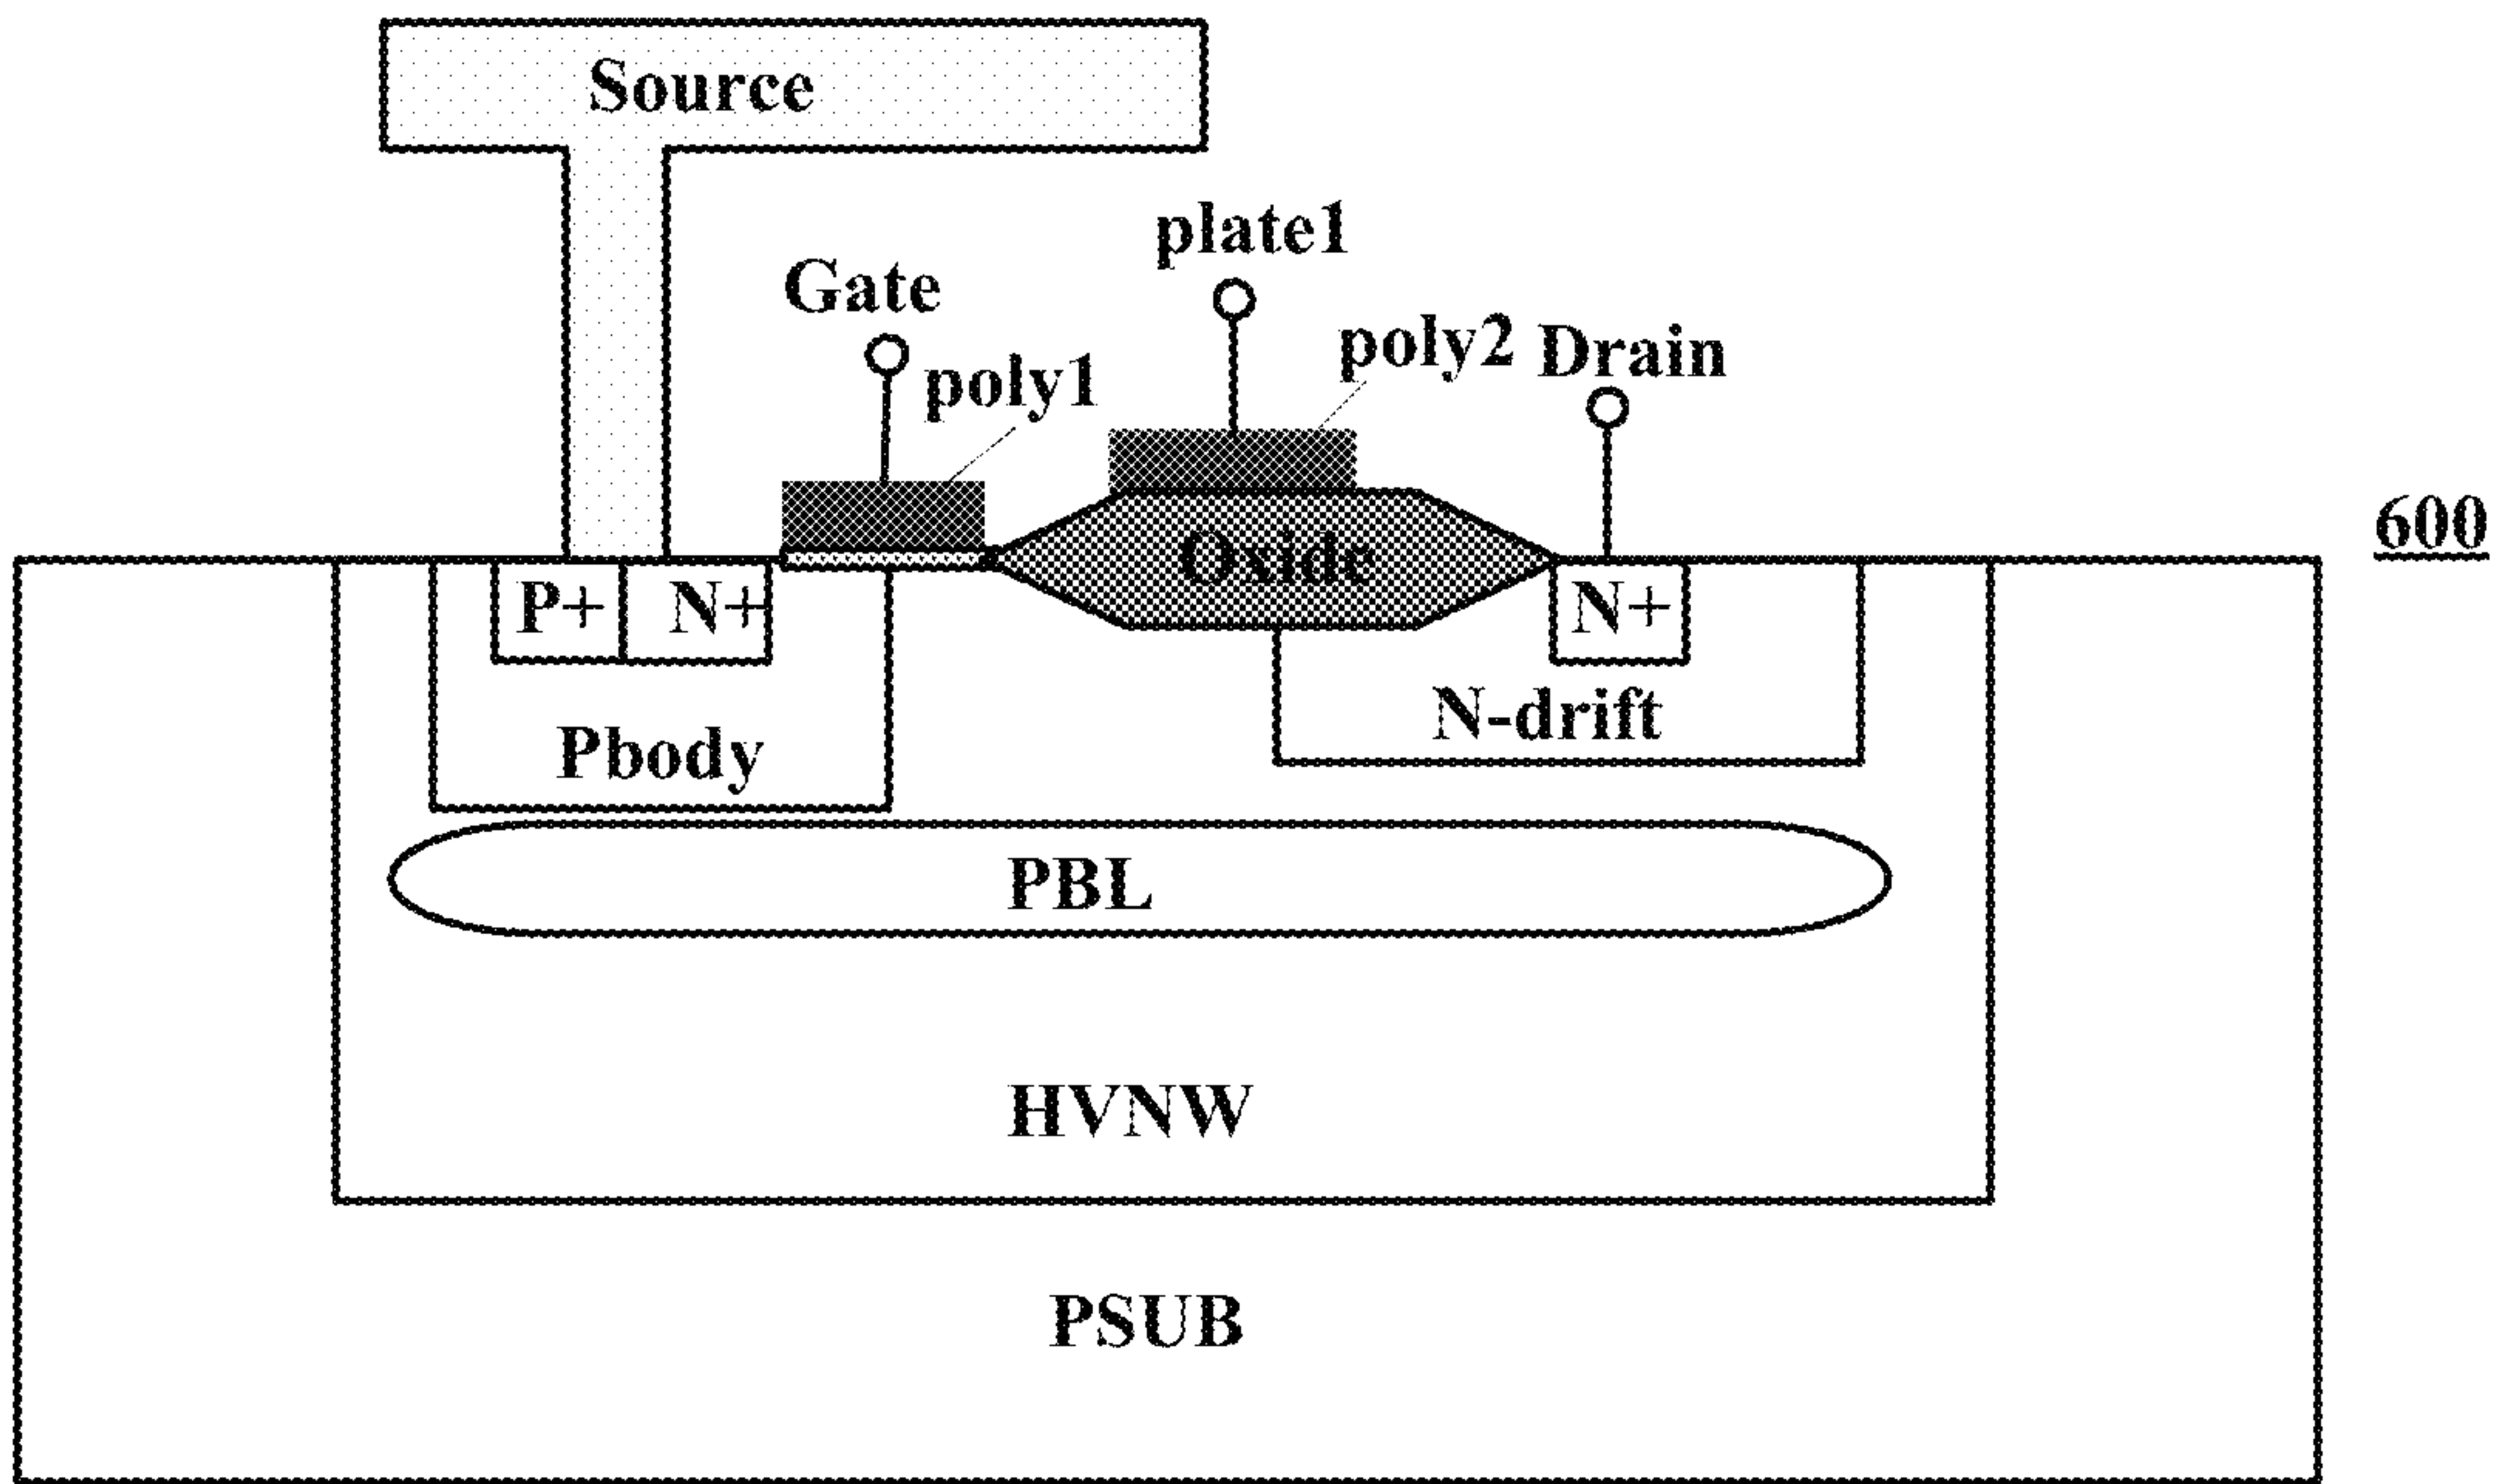 Source
plate1
Gate
poly2
Drain
poly1
600
Oxide
P+
N+
N+
N-drift
Pbody
PBL
HVNW
PSUB